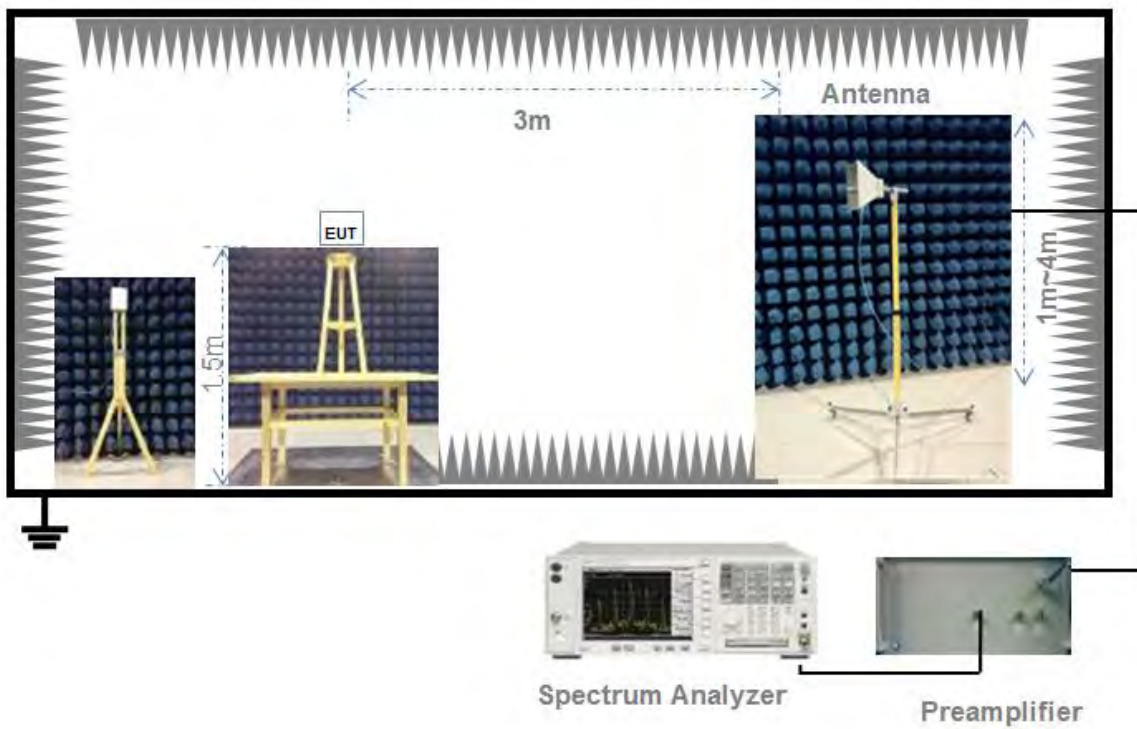 Antenna
3m
EUT
1.5m
1m~4m
Spectrum Analyzer
Preamplifier